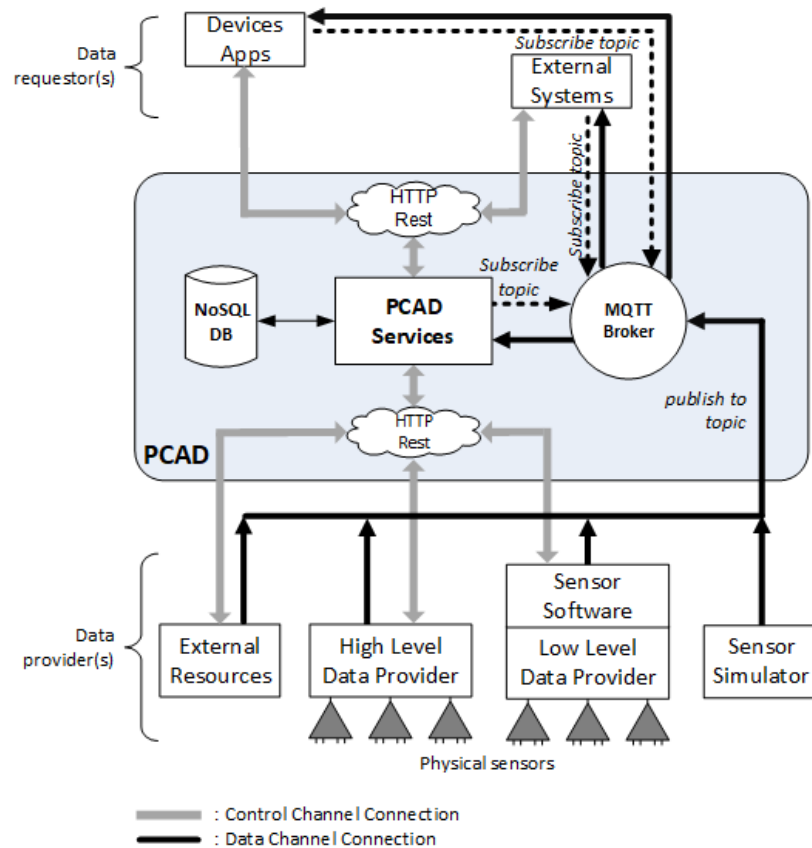 Data
requestor(s)
Devices
Apps
Subscribe topic
External
Systems
Subscribe topic
HTTP
Rest
NoSQL
DB
PCAD
Services
Subscribe
topic
MQTT
Broker
publish to
topic
HTTP
Rest
PCAD
Data
provider(s)
External
Resources
High Level
Data Provider
Sensor
Software
Low Level
Data Provider
Sensor
Simulator
Physical sensors
: Control Channel Connection
: Data Channel Connection